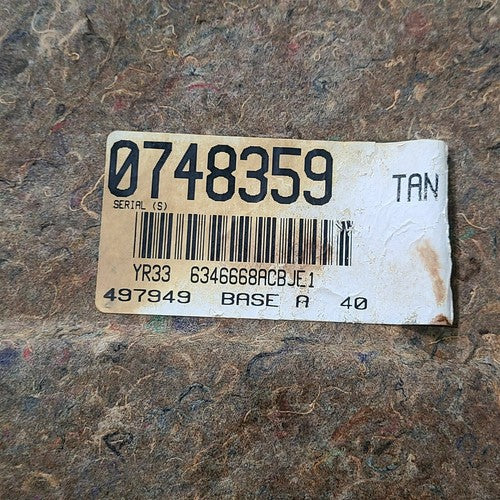 0748359 TAN
SERIAL (S)
YR33 6346668ACBJE1
497949 BASE A 40